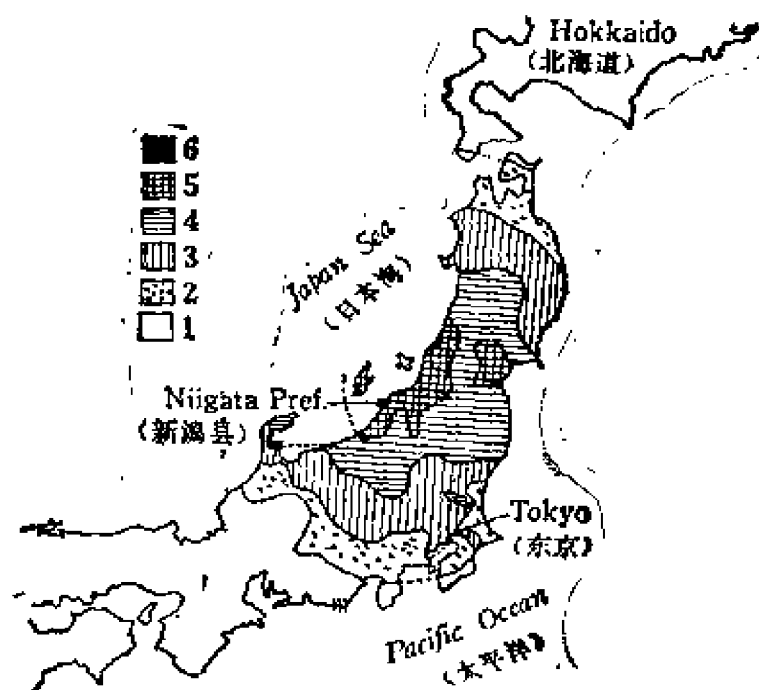 Hokkaido
(北海道)
6
5
4
3
2
1
Japan Sea
(日本海)
Niigata Pref.
(新潟县)
Tokyo
(东京)
Pacific Ocean
(太平洋)